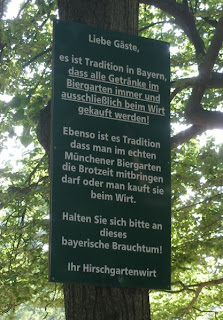 Liebe Gäste,
es ist Tradition in Bayern,
dass alle Getränke im
Biergarten immer und
ausschließlich beim Wirt
gekauft werden!
Ebenso ist es Tradition
dass man im echten
Münchener Biergarten
die Brotzeit mitbringen
darf oder man kauft sie
beim Wirt.
Halten Sie sich bitte an
dieses
bayerische Brauchtum!
Ihr Hirschgartenwirt